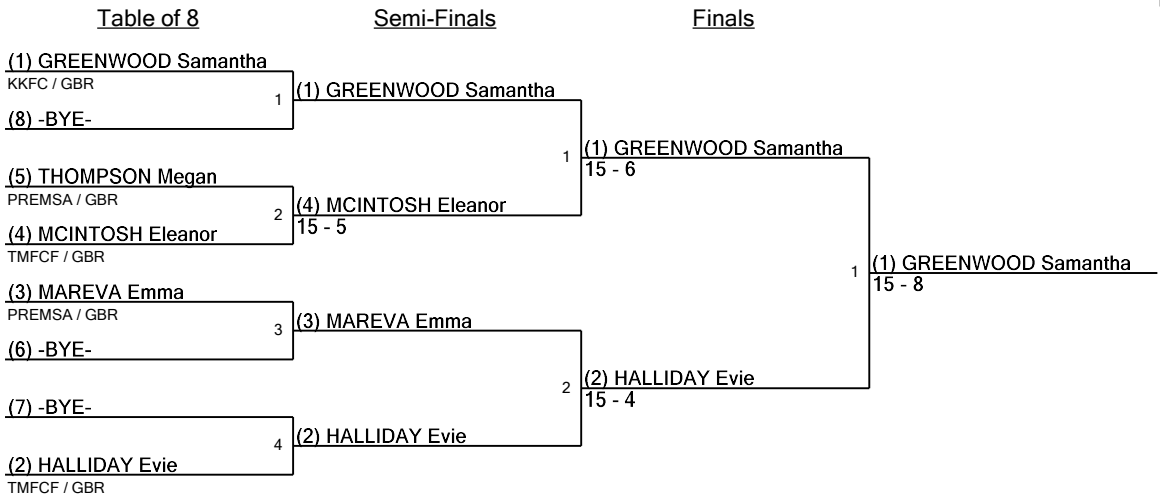 Table of 8
Semi-Finals
Finals
(1) GREENWOOD Samantha
KKFC / GBR
1
(8) -BYE-
(5) THOMPSON Megan
PREMSA / GBR
2
(4) MCINTOSH Eleanor
TMFCF / GBR
(3) MAREVA Emma
PREMSA / GBR
3
(6) -BYE-
(7) -BYE-
4
(2) HALLIDAY Evie
TMFCF / GBR
(1) GREENWOOD Samantha
1
(4) MCINTOSH Eleanor
15 - 5
(3) MAREVA Emma
2
(2) HALLIDAY Evie
(1) GREENWOOD Samantha
15 - 6
1
(2) HALLIDAY Evie
15 - 4
(1) GREENWOOD Samantha
15 - 8